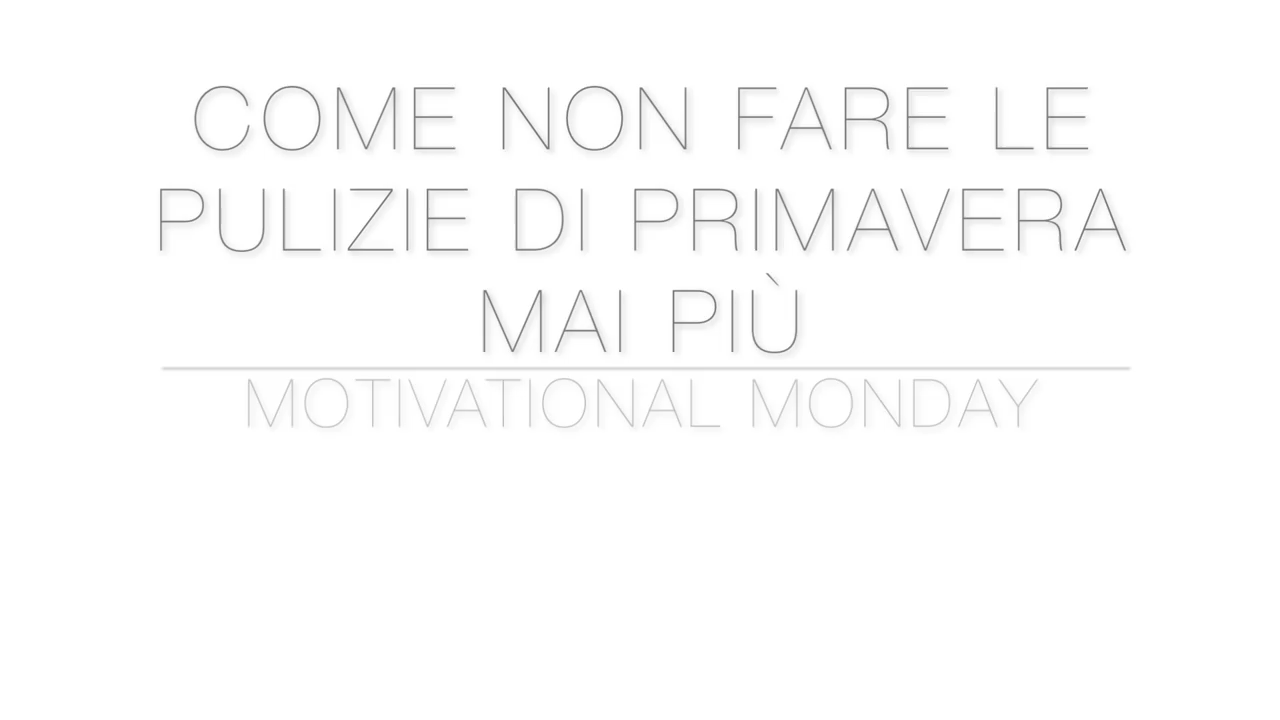 COME NON FARE LE
PULIZIE DI PRIMAVERA
MAI PIÙ
MOTIVATIONAL MONDAY